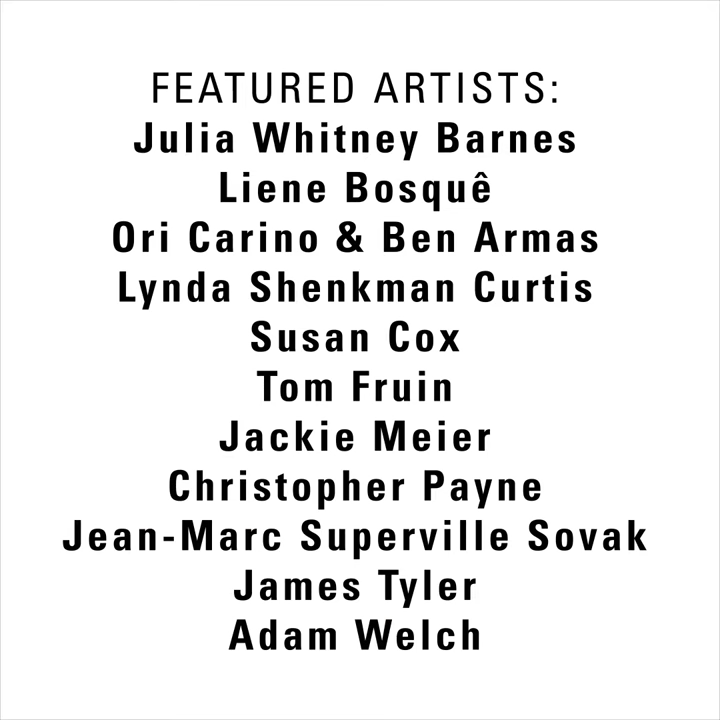 FEATURED ARTISTS:
Julia Whitney Barnes
Liene Bosquê
Ori Carino & Ben Armas
Lynda Shenkman Curtis
Susan Cox
Tom Fruin
Jackie Meier
Christopher Payne
Jean-Marc Superville Sovak
James Tyler
Adam Welch